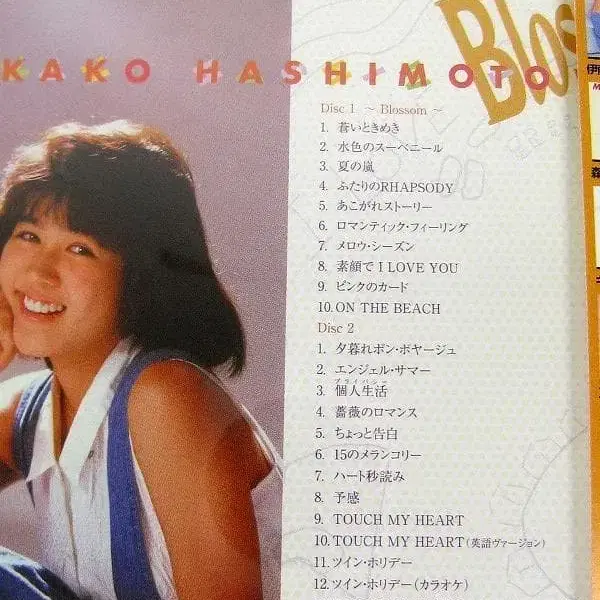 KAKO HASHIMOTO
Blos
Disc 1 ～ Blossom ～
1. 蒼いときめき
2. 水色のスーベニール
3. 夏の嵐
4. ふたりのRHAPSODY
5. あこがれストーリー
6. ロマンティック・フィーリング
7. メロウ・シーズン
8. 素顔で I LOVE YOU
9. ピンクのカード
10. ON THE BEACH
Disc 2
1. 夕暮れボン・ボヤージュ
2. エンジェル・サマー
プライバシー
3. 個人生活
4. 薔薇のロマンス
5. ちょっと告白
6. 15のメランコリー
7. ハート秒読み
8. 予感
9. TOUCH MY HEART
10. TOUCH MY HEART（英語ヴァージョン）
11. ツイン・ホリデー
12. ツイン・ホリデー（カラオケ）
伊
M
森